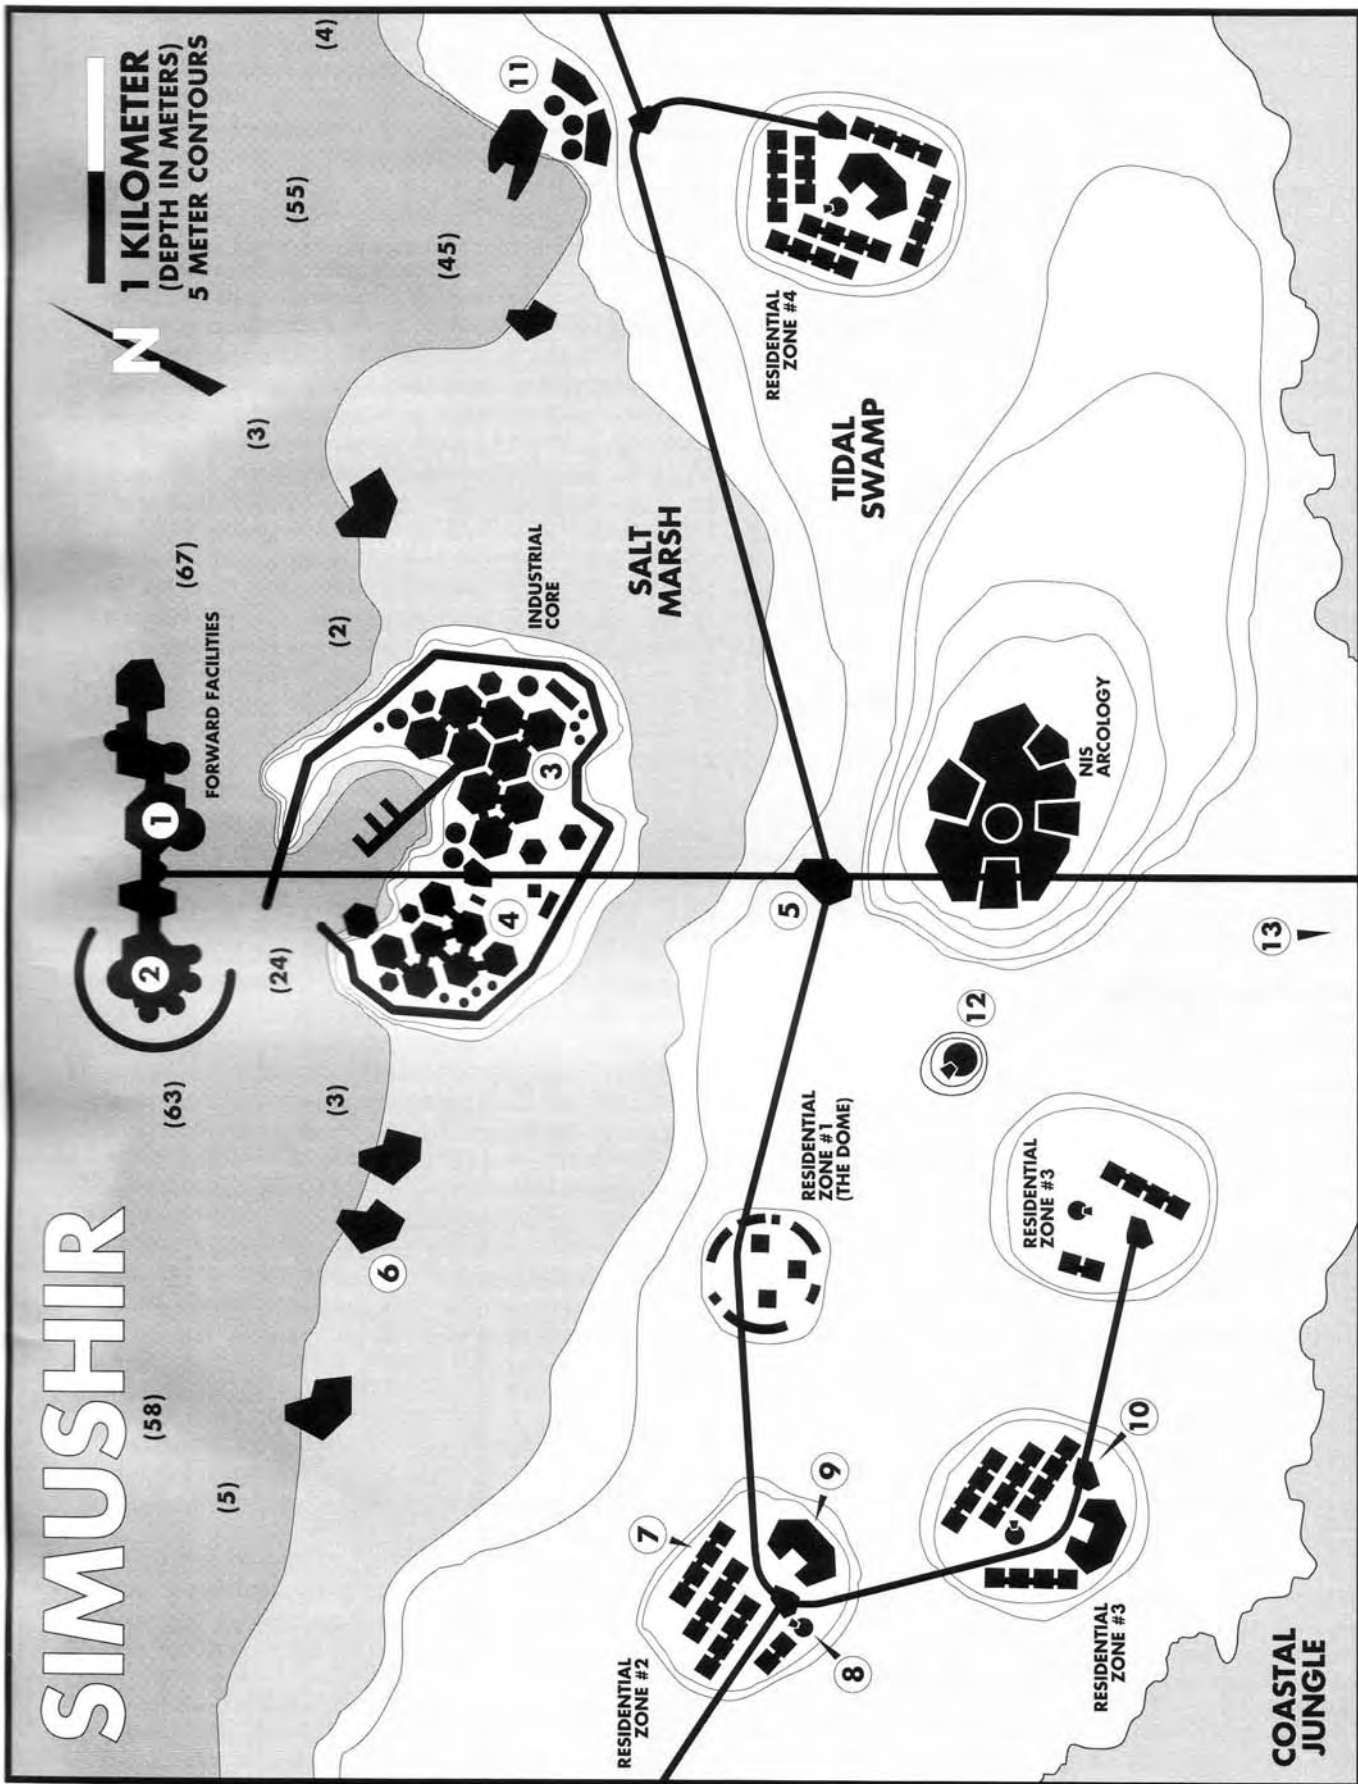 SIMUSHIR
N
1 KILOMETER
(DEPTH IN METERS)
5 METER CONTOURS
(58)
(5)
(63)
(3)
(24)
2
1
FORWARD FACILITIES
(67)
(2)
(3)
(55)
(45)
(4)
6
4
3
INDUSTRIAL
CORE
11
SALT
MARSH
RESIDENTIAL
ZONE #2
7
8
9
RESIDENTIAL
ZONE #1
(THE DOME)
5
TIDAL
SWAMP
RESIDENTIAL
ZONE #4
RESIDENTIAL
ZONE #3
10
RESIDENTIAL
ZONE #3
12
NIS
ARCOLOGY
13
COASTAL
JUNGLE